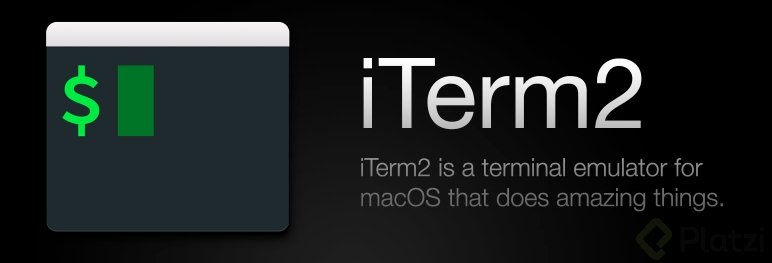 $
iTerm2
iTerm2 is a terminal emulator for
macOS that does amazing things.
Platzi